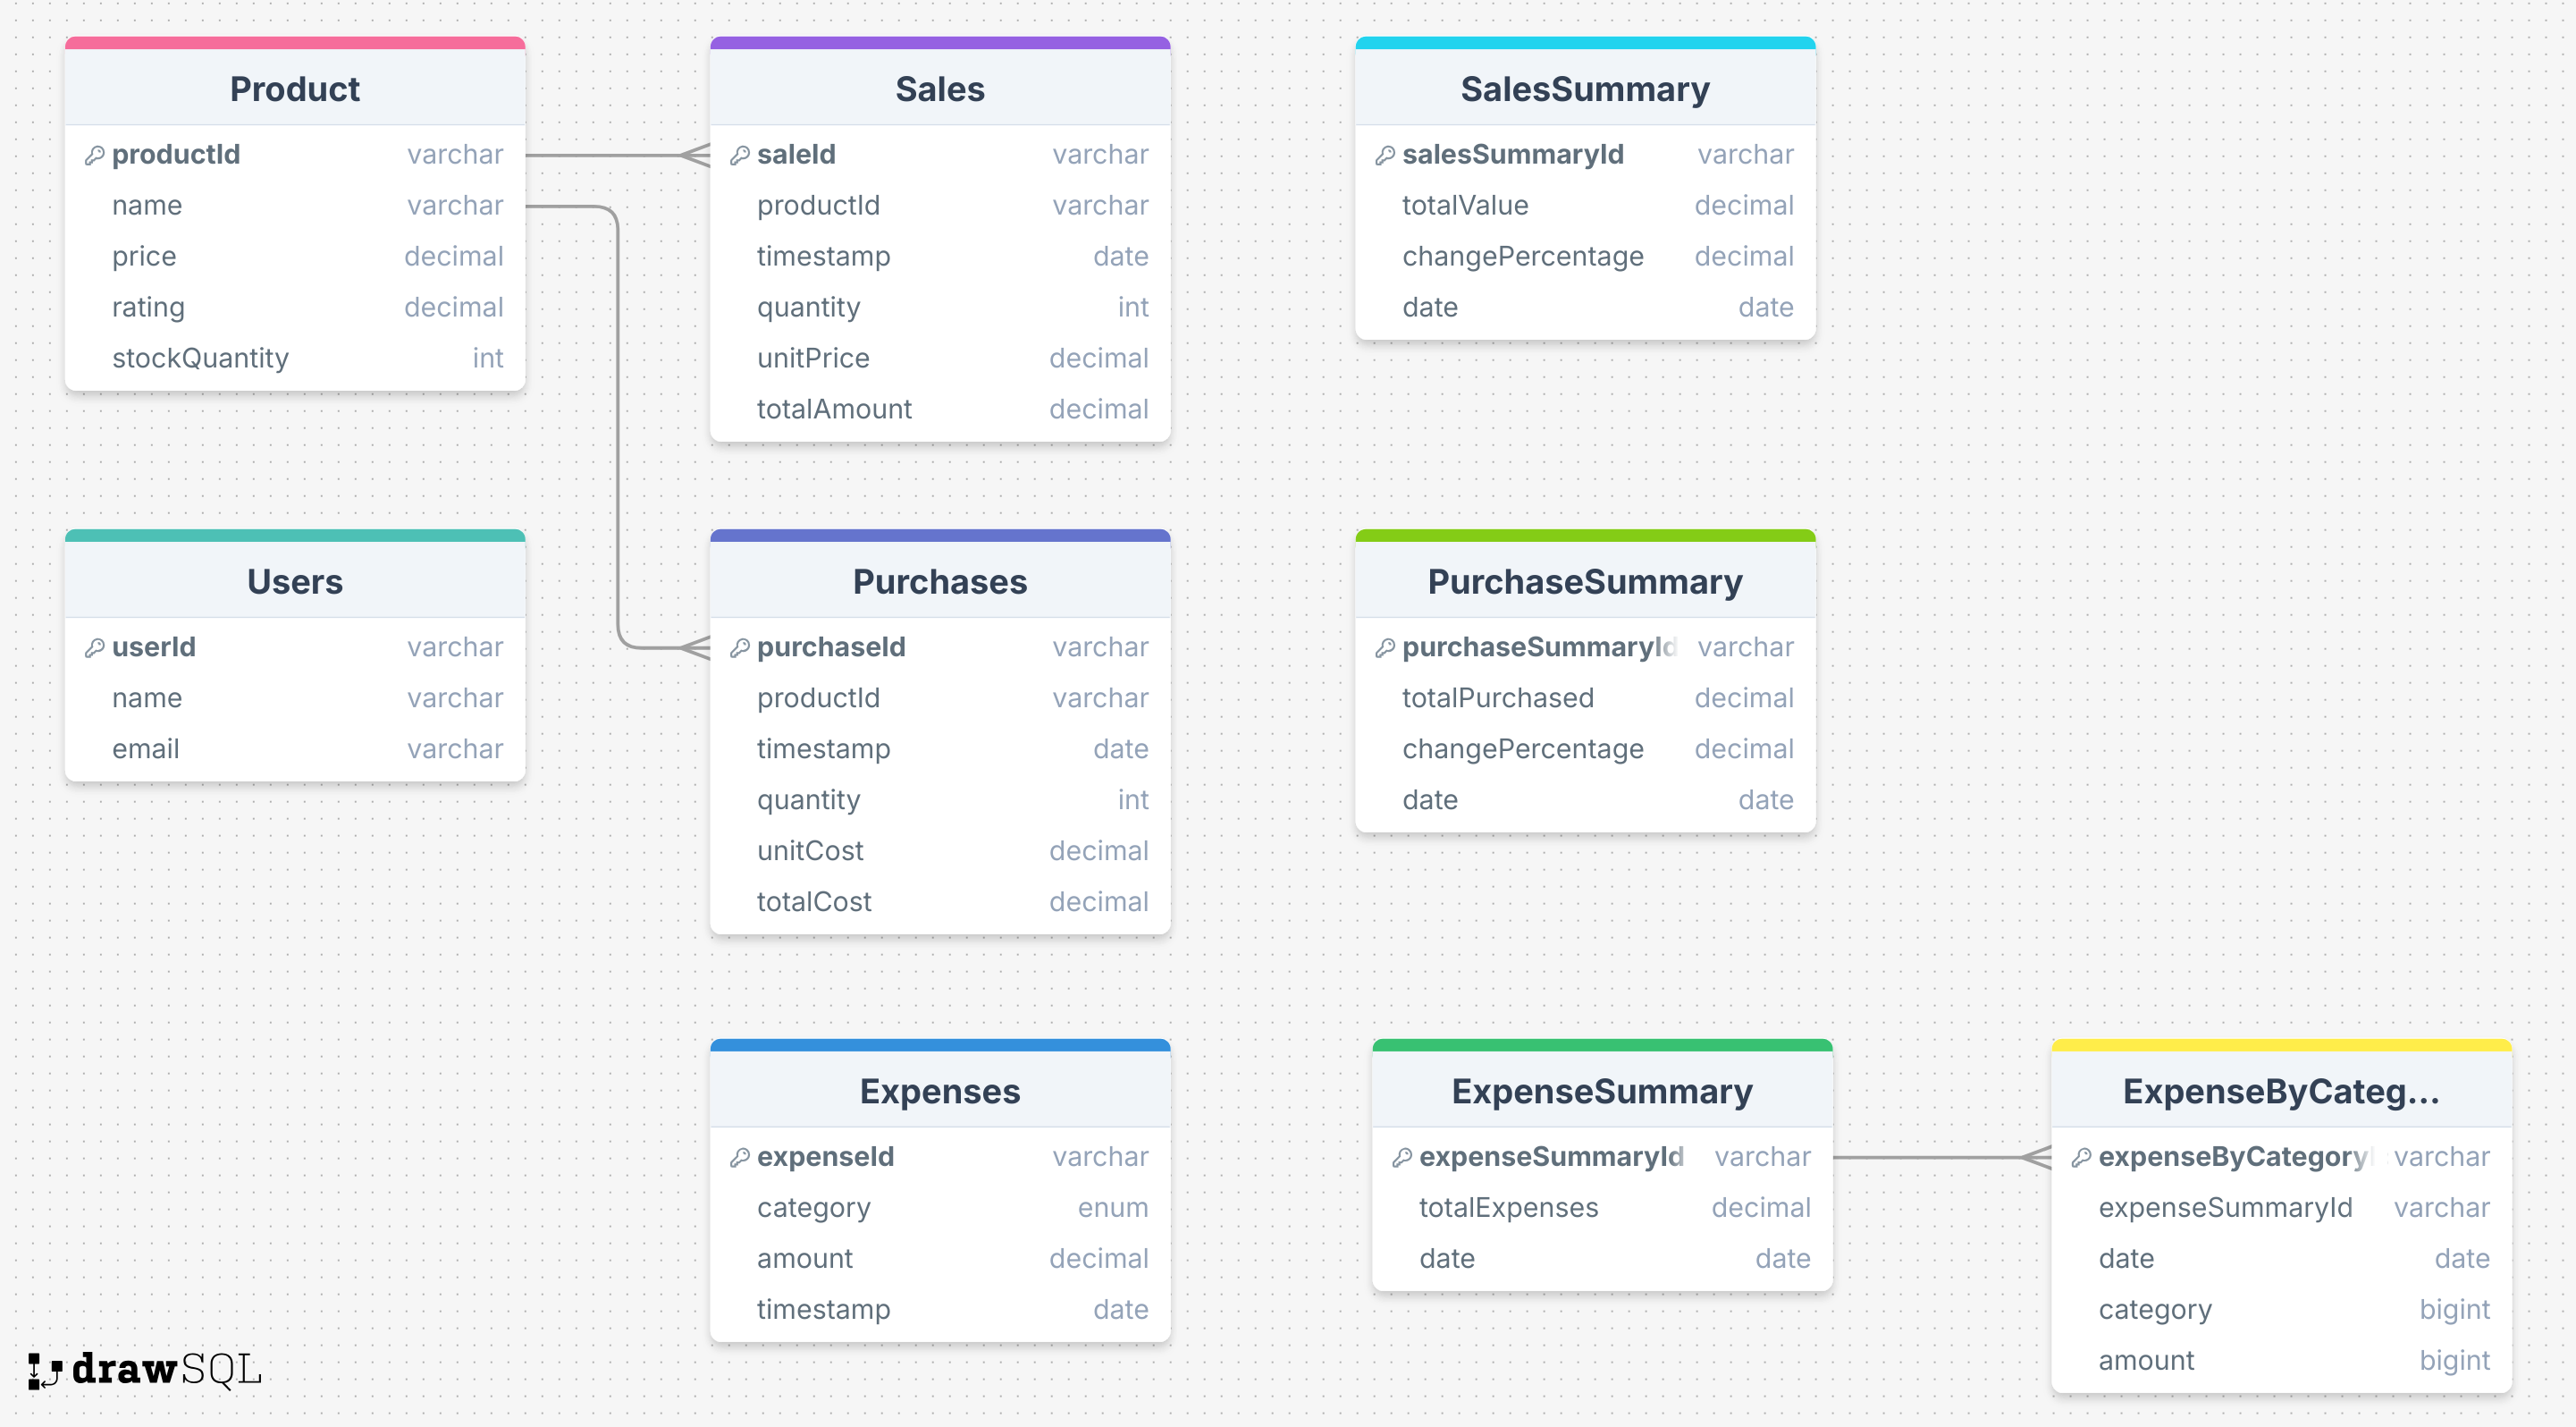 Product
productId varchar
name varchar
price decimal
rating decimal
stockQuantity int
Sales
saleId varchar
productId varchar
timestamp date
quantity int
unitPrice decimal
totalAmount decimal
SalesSummary
salesSummaryId varchar
totalValue decimal
changePercentage decimal
date date
Users
userId varchar
name varchar
email varchar
Purchases
purchaseId varchar
productId varchar
timestamp date
quantity int
unitCost decimal
totalCost decimal
PurchaseSummary
purchaseSummaryId varchar
totalPurchased decimal
changePercentage decimal
date date
Expenses
expenseId varchar
category enum
amount decimal
timestamp date
ExpenseSummary
expenseSummaryId varchar
totalExpenses decimal
date date
ExpenseByCateg...
expenseByCategory varchar
expenseSummaryId varchar
date date
category bigint
amount bigint
drawSQL